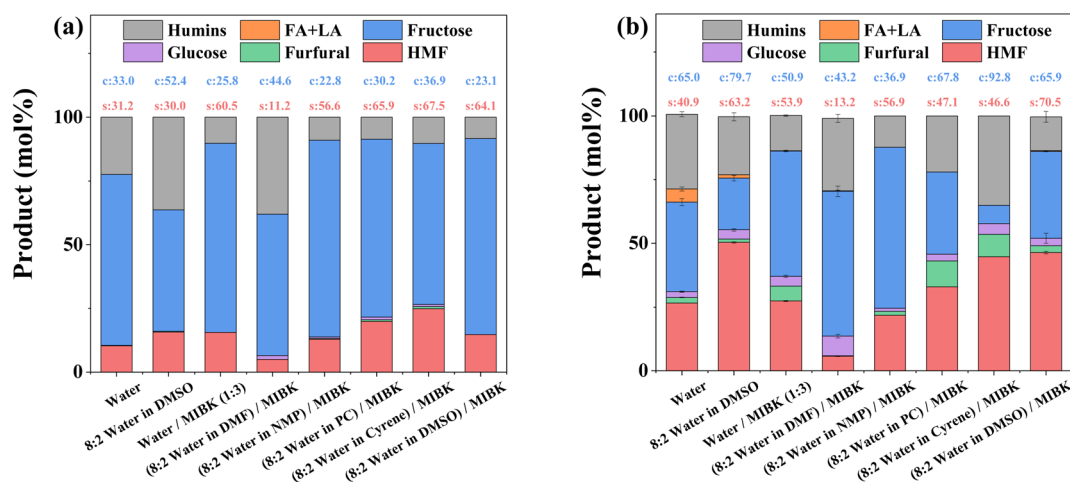 (a)
Humins FA+LA Fructose
Glucose Furfural HMF
c:33.0 c:52.4 c:25.8 c:44.6 c:22.8 c:30.2 c:36.9 c:23.1
s:31.2 s:30.0 s:60.5 s:11.2 s:56.6 s:65.9 s:67.5 s:64.1
100
50
0
Product (mol%)
Water
8:2 Water in DMSO
Water / MIBK (1:3)
(8:2 Water in DMF) / MIBK
(8:2 Water in NMP) / MIBK
(8:2 Water in PC) / MIBK
(8:2 Water in Cyrene) / MIBK
(8:2 Water in DMSO) / MIBK
(b)
Humins FA+LA Fructose
Glucose Furfural HMF
c:65.0 c:79.7 c:50.9 c:43.2 c:36.9 c:67.8 c:92.8 c:65.9
s:40.9 s:63.2 s:53.9 s:13.2 s:56.9 s:47.1 s:46.6 s:70.5
100
50
0
Product (mol%)
Water
8:2 Water in DMSO
Water / MIBK (1:3)
(8:2 Water in DMF) / MIBK
(8:2 Water in NMP) / MIBK
(8:2 Water in PC) / MIBK
(8:2 Water in Cyrene) / MIBK
(8:2 Water in DMSO) / MIBK